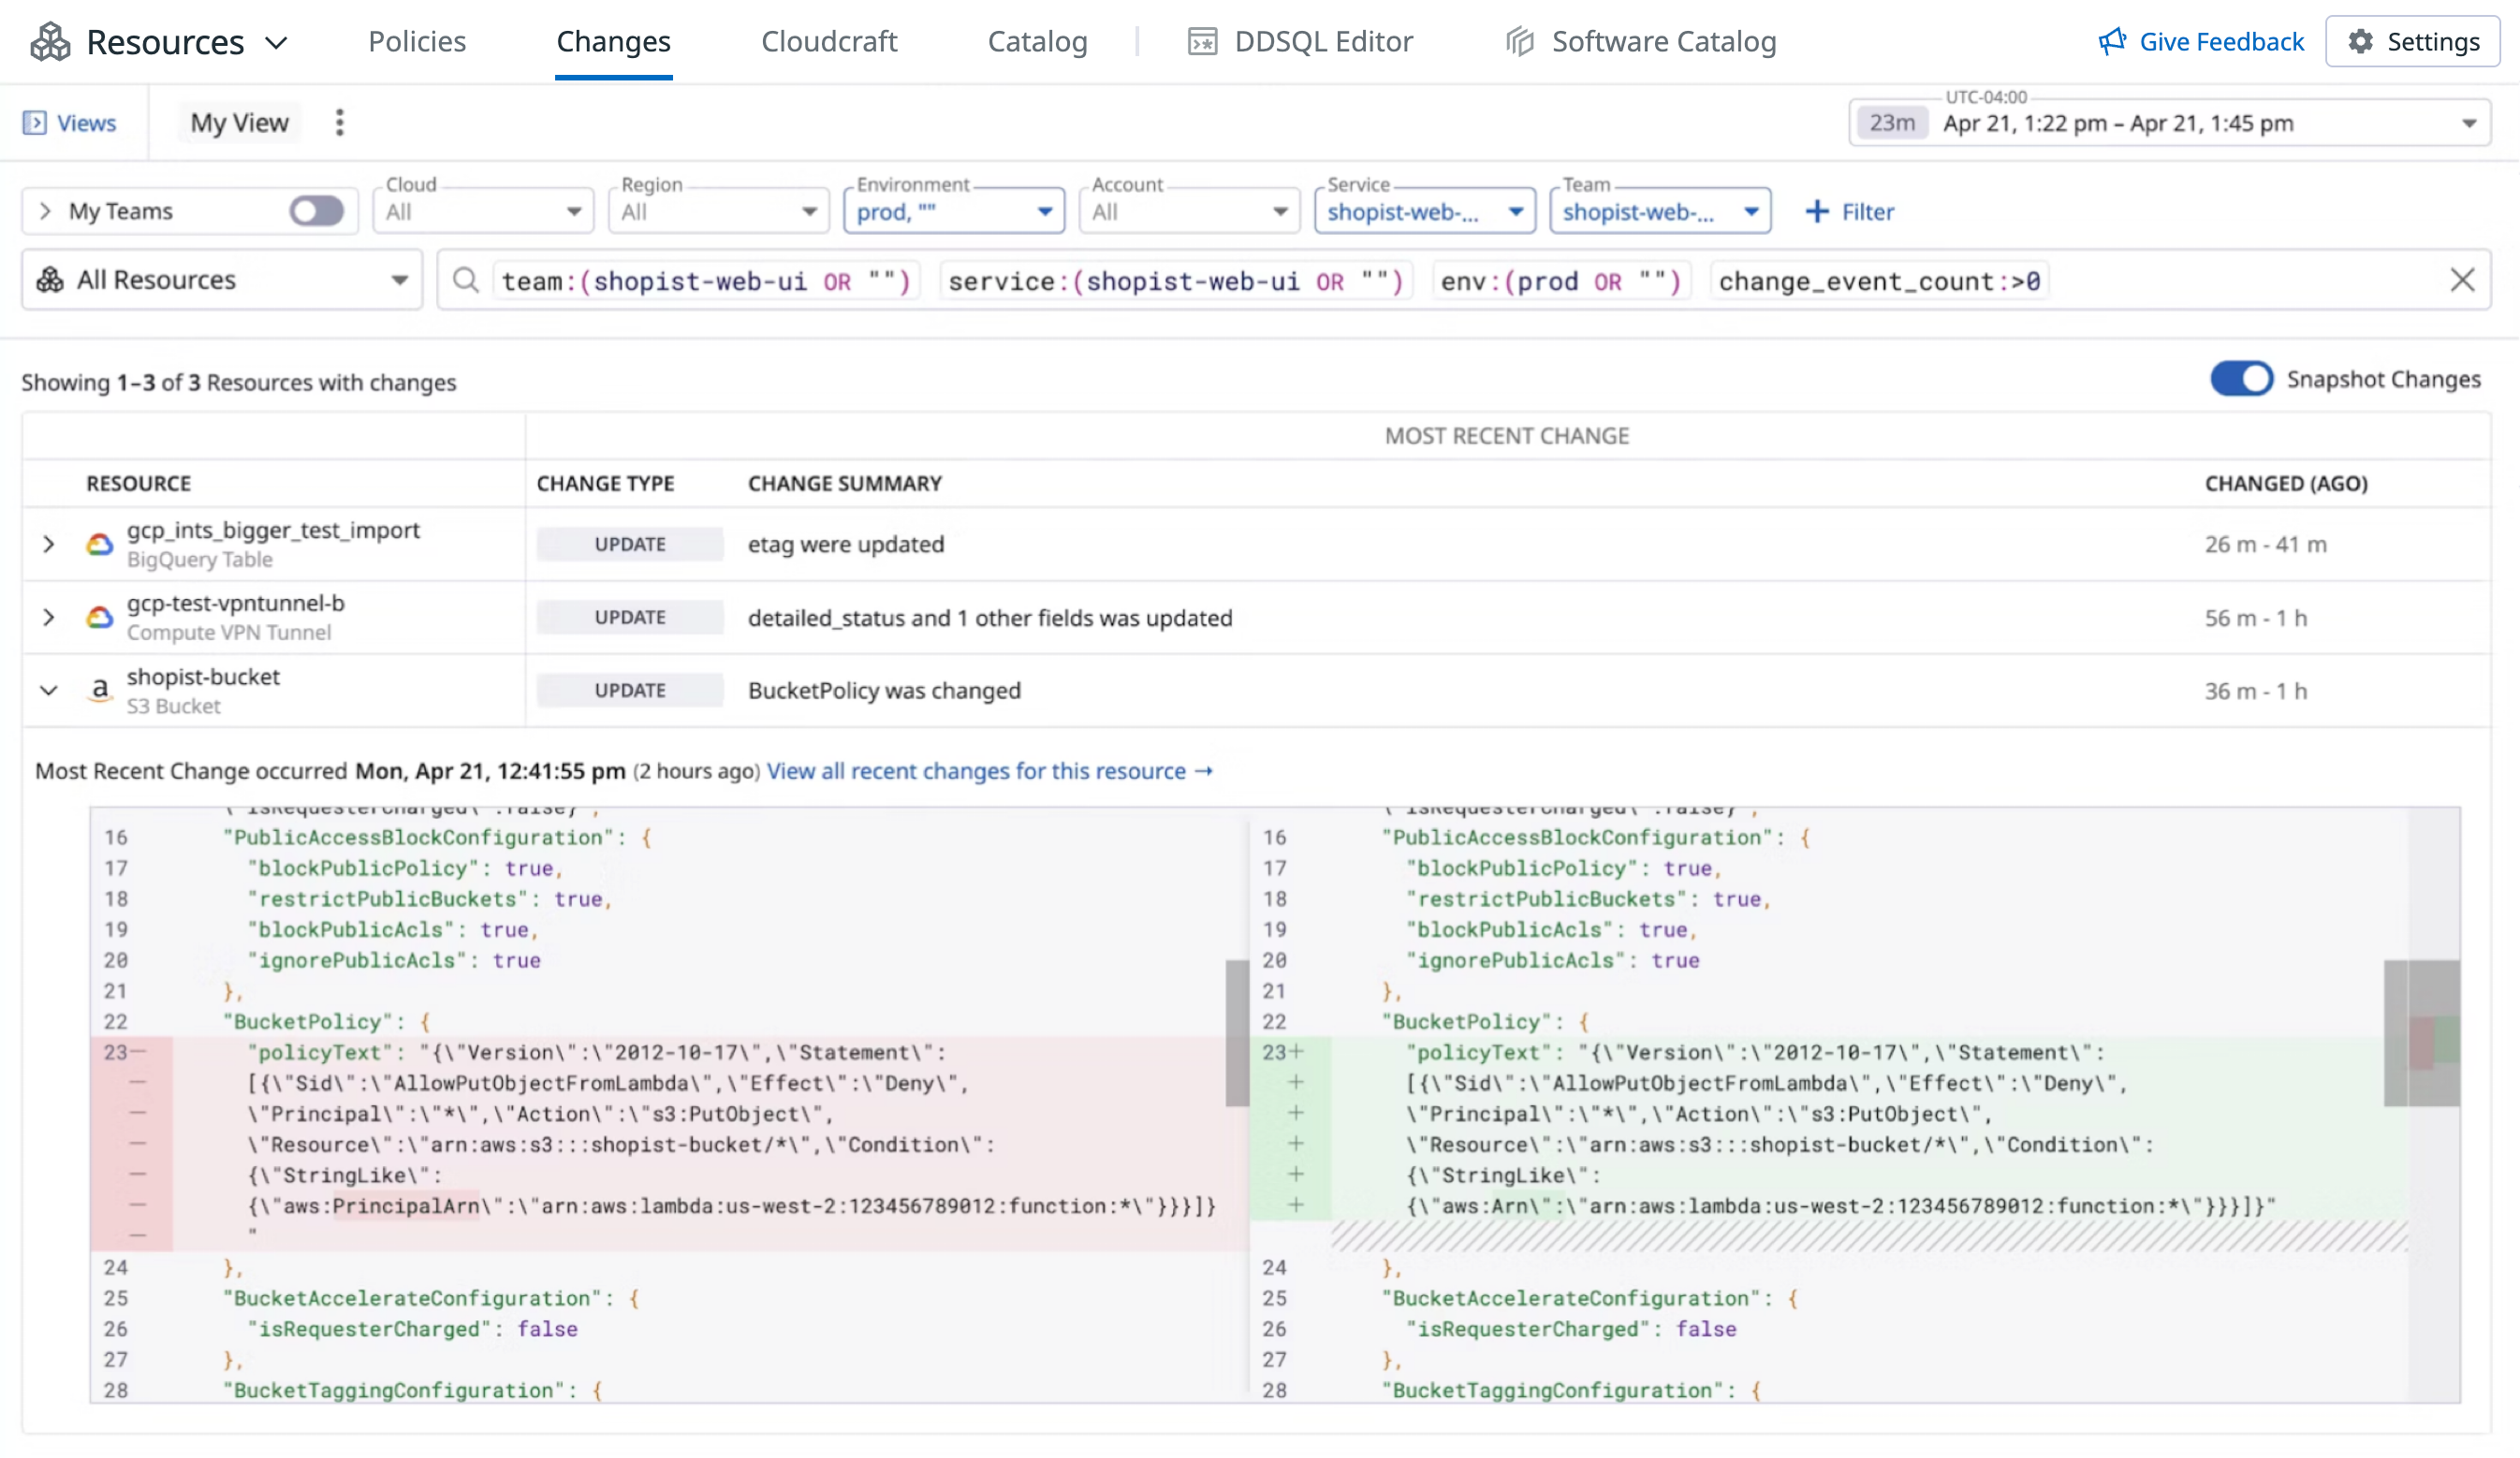 Resources Policies Changes Cloudcraft Catalog DDSQL Editor Software Catalog Give Feedback Settings
Views My View UTC-04:00 23m Apr 21, 1:22 pm – Apr 21, 1:45 pm
My Teams Cloud All Region All Environment prod, "" Account All Service shopist-web-... Team shopist-web-... + Filter
All Resources team:(shopist-web-ui OR "") service:(shopist-web-ui OR "") env:(prod OR "") change_event_count:>0
Showing 1–3 of 3 Resources with changes Snapshot Changes
MOST RECENT CHANGE
RESOURCE CHANGE TYPE CHANGE SUMMARY CHANGED (AGO)
gcp_ints_bigger_test_import
BigQuery Table
UPDATE etag were updated 26 m - 41 m
gcp-test-vpntunnel-b
Compute VPN Tunnel
UPDATE detailed_status and 1 other fields was updated 56 m - 1 h
shopist-bucket
S3 Bucket
UPDATE BucketPolicy was changed 36 m - 1 h
Most Recent Change occurred Mon, Apr 21, 12:41:55 pm (2 hours ago) View all recent changes for this resource →
\"isRequesterCharged\":false}",
16 "PublicAccessBlockConfiguration": {
17 "blockPublicPolicy": true,
18 "restrictPublicBuckets": true,
19 "blockPublicAcls": true,
20 "ignorePublicAcls": true
21 },
22 "BucketPolicy": {
23— "policyText": "{\"Version\":\"2012-10-17\",\"Statement\":
— [{\"Sid\":\"AllowPutObjectFromLambda\",\"Effect\":\"Deny\",
— \"Principal\":\"*\",\"Action\":\"s3:PutObject\",
— \"Resource\":\"arn:aws:s3:::shopist-bucket/*\",\"Condition\":
— {\"StringLike\":
— {\"aws:PrincipalArn\":\"arn:aws:lambda:us-west-2:123456789012:function:*\"}}}]}
— "
24 },
25 "BucketAccelerateConfiguration": {
26 "isRequesterCharged": false
27 },
28 "BucketTaggingConfiguration": {
\"isRequesterCharged\":false}",
16 "PublicAccessBlockConfiguration": {
17 "blockPublicPolicy": true,
18 "restrictPublicBuckets": true,
19 "blockPublicAcls": true,
20 "ignorePublicAcls": true
21 },
22 "BucketPolicy": {
23+ "policyText": "{\"Version\":\"2012-10-17\",\"Statement\":
+ [{\"Sid\":\"AllowPutObjectFromLambda\",\"Effect\":\"Deny\",
+ \"Principal\":\"*\",\"Action\":\"s3:PutObject\",
+ \"Resource\":\"arn:aws:s3:::shopist-bucket/*\",\"Condition\":
+ {\"StringLike\":
+ {\"aws:Arn\":\"arn:aws:lambda:us-west-2:123456789012:function:*\"}}}]}"
24 },
25 "BucketAccelerateConfiguration": {
26 "isRequesterCharged": false
27 },
28 "BucketTaggingConfiguration": {